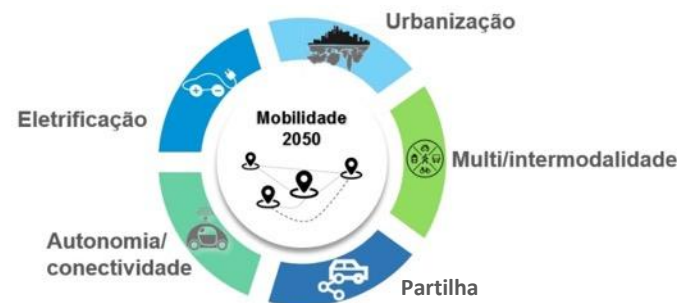 Urbanização
Eletrificação
Mobilidade
2050
Multi/intermodalidade
Autonomia/
conectividade
Partilha